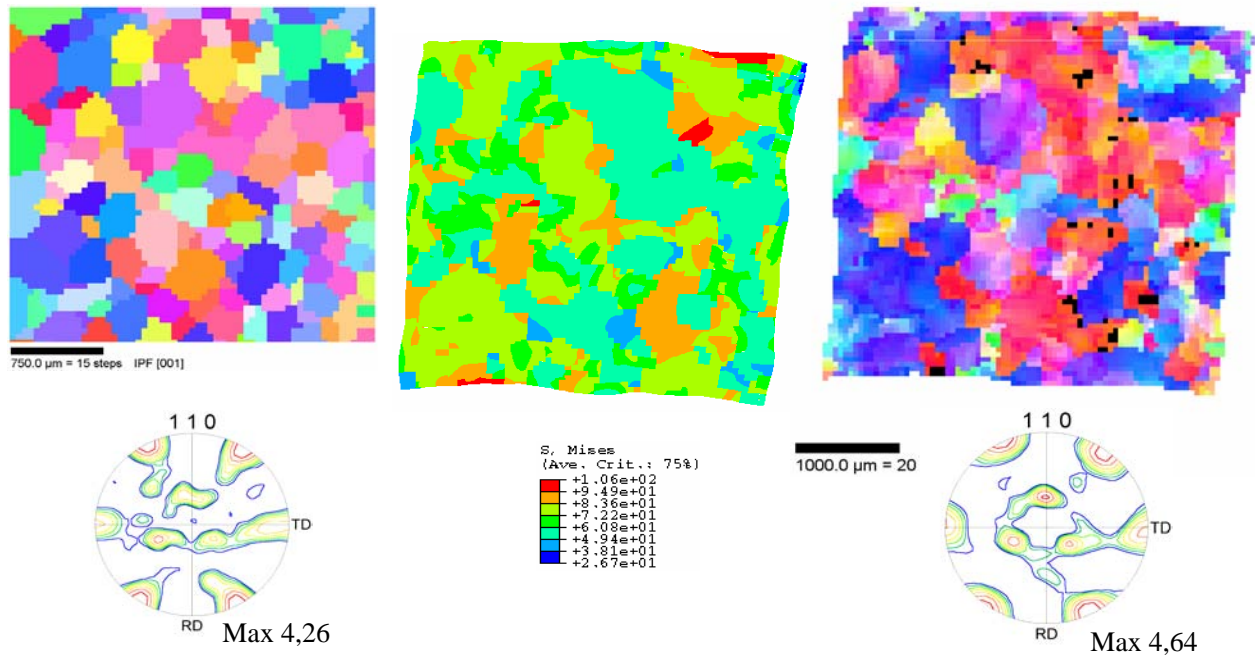 750.0 µm = 15 steps   IPF [001]
1 1 0
TD
RD
Max 4,26
S, Mises
(Ave. Crit.: 75%)
+1.06e+02
+9.49e+01
+8.36e+01
+7.22e+01
+6.08e+01
+4.94e+01
+3.81e+01
+2.67e+01
1000.0 µm = 20
1 1 0
TD
RD
Max 4,64